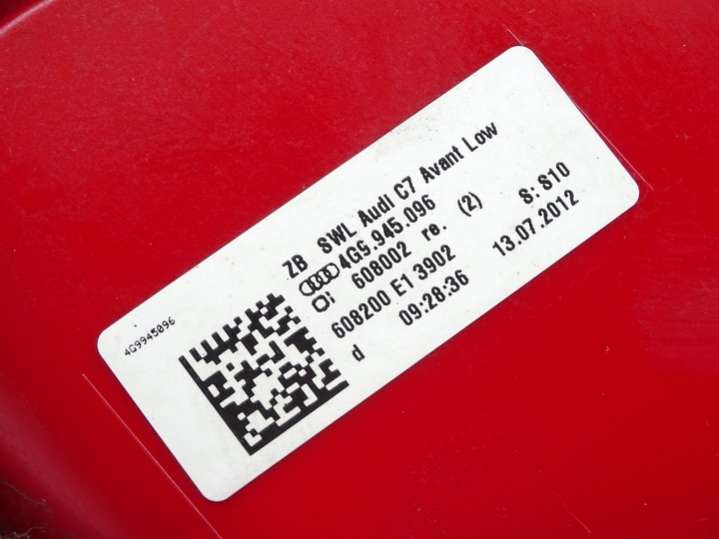 ZB SWL Audi C7 Avant Low
4G9.945.096
608002 re. (2) S: S10
608200 E1 3902
d 09:28:36 13.07.2012
4G9945096